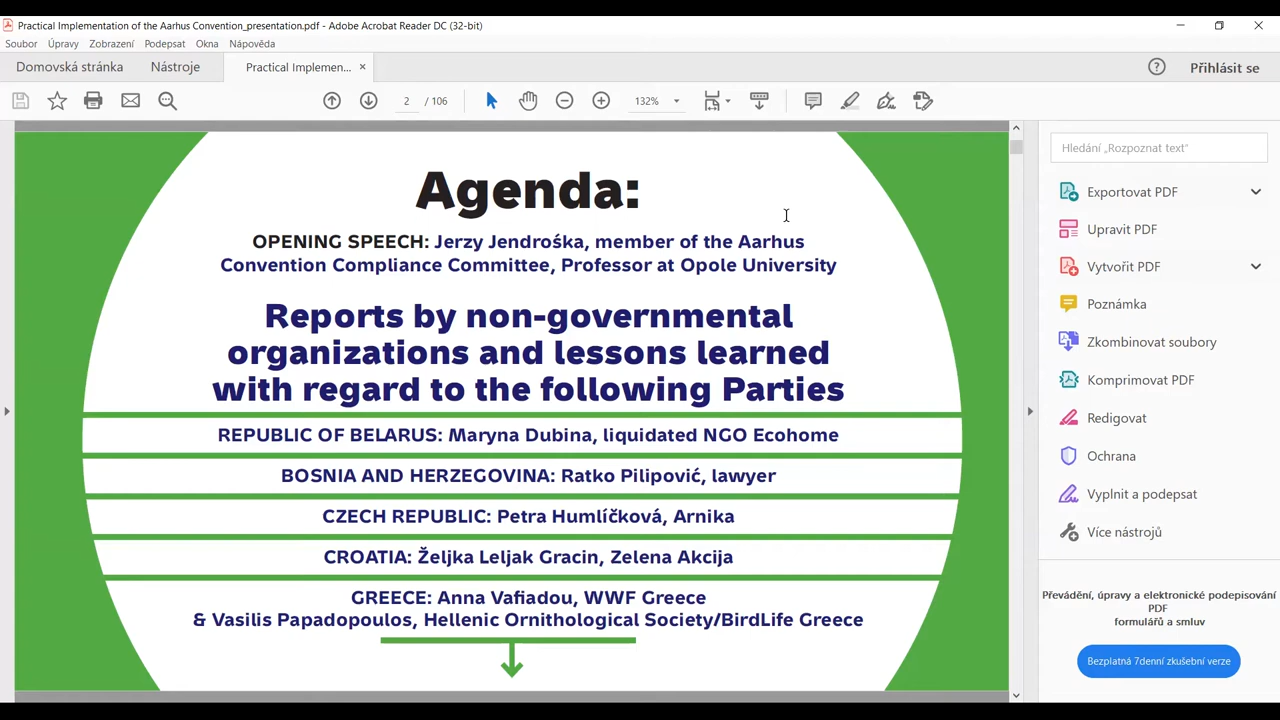 Practical Implementation of the Aarhus Convention_presentation.pdf - Adobe Acrobat Reader DC (32-bit)
Soubor Úpravy Zobrazení Podepsat Okna Nápověda
Domovská stránka Nástroje Practical Implemen... × Přihlásit se
2 / 106 132%
Agenda:
OPENING SPEECH: Jerzy Jendrośka, member of the Aarhus
Convention Compliance Committee, Professor at Opole University
Reports by non-governmental
organizations and lessons learned
with regard to the following Parties
REPUBLIC OF BELARUS: Maryna Dubina, liquidated NGO Ecohome
BOSNIA AND HERZEGOVINA: Ratko Pilipović, lawyer
CZECH REPUBLIC: Petra Humlíčková, Arnika
CROATIA: Željka Leljak Gracin, Zelena Akcija
GREECE: Anna Vafiadou, WWF Greece
& Vasilis Papadopoulos, Hellenic Ornithological Society/BirdLife Greece
Hledání „Rozpoznat text"
Exportovat PDF
Upravit PDF
Vytvořit PDF
Poznámka
Zkombinovat soubory
Komprimovat PDF
Redigovat
Ochrana
Vyplnit a podepsat
Více nástrojů
Převádění, úpravy a elektronické podepisování
PDF
formulářů a smluv
Bezplatná 7denní zkušební verze